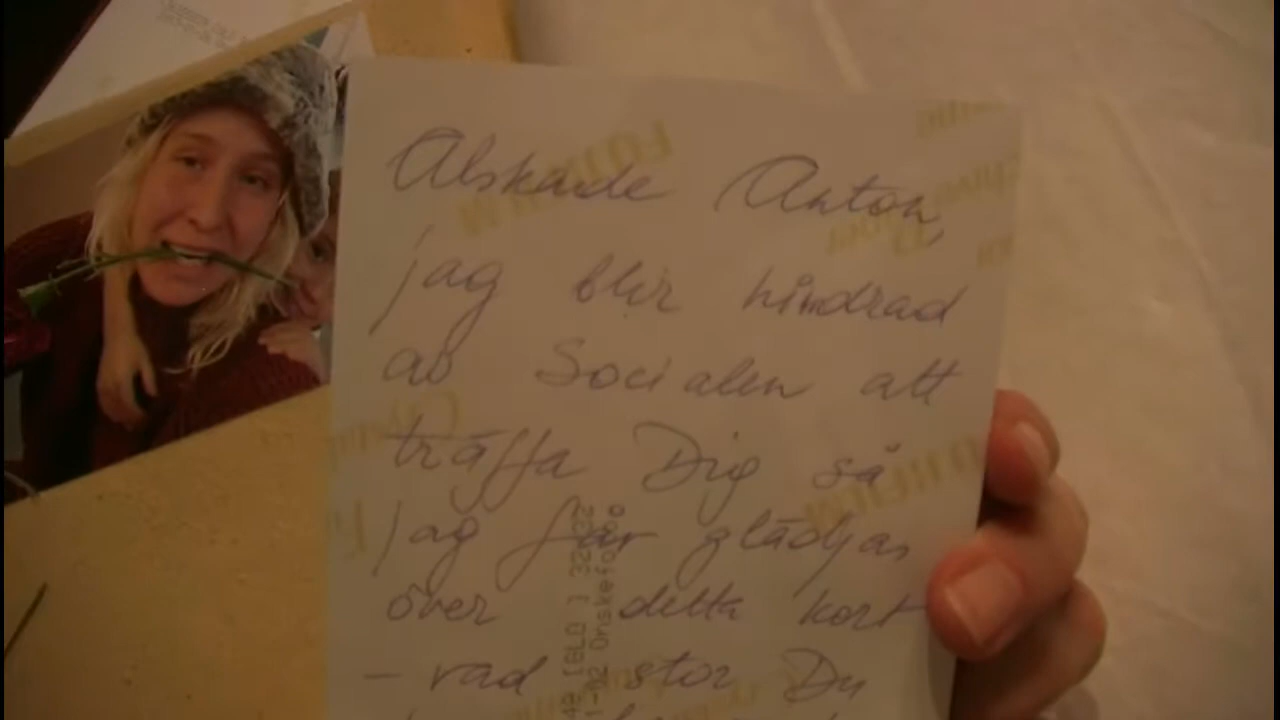 Älskade Anton,
jag blir hindrad
av Socialen att
träffa Dig så
jag får glädjas
över detta kort
- vad stor Du